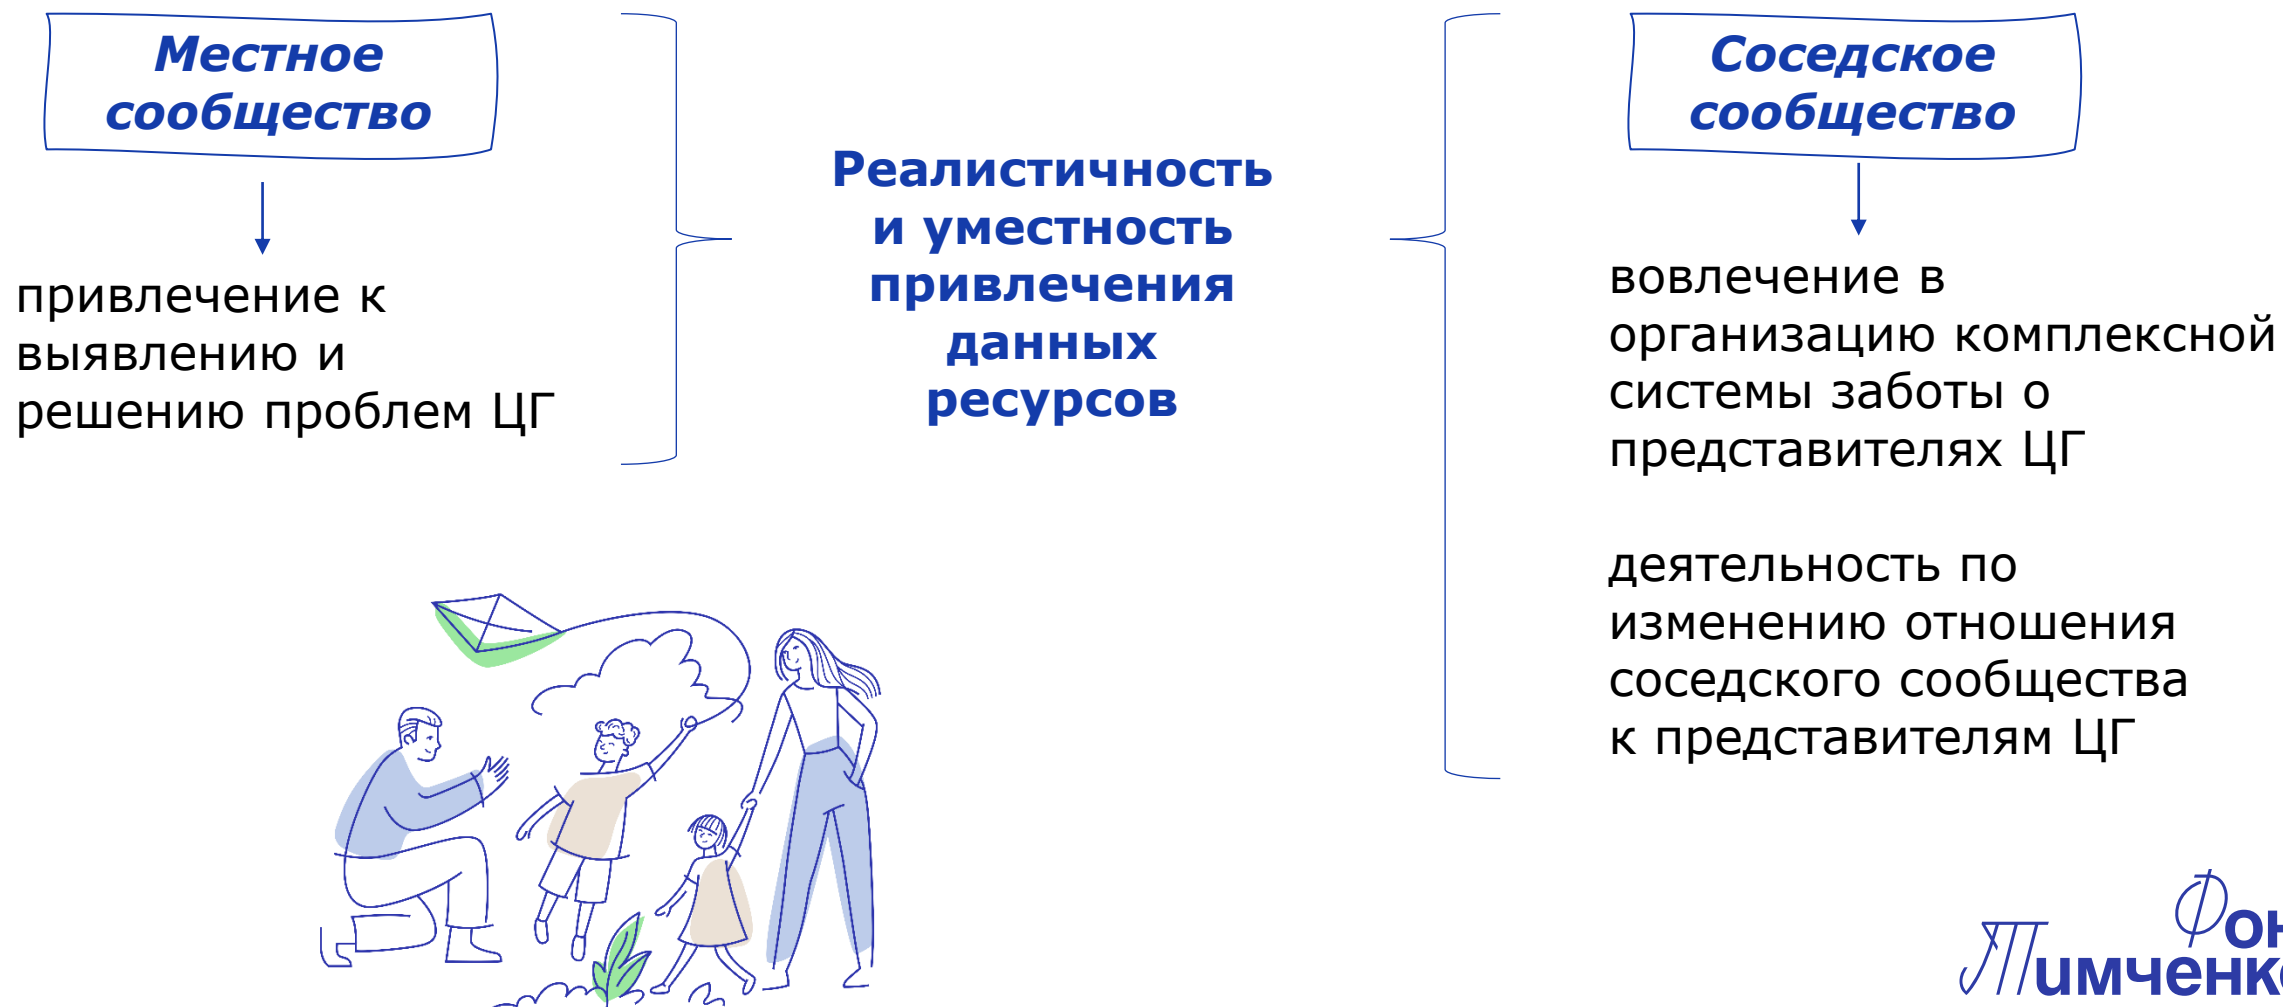 Местное
сообщество
привлечение к
выявлению и
решению проблем ЦГ
Реалистичность
и уместность
привлечения
данных
ресурсов
Соседское
сообщество
вовлечение в
организацию комплексной
системы заботы о
представителях ЦГ
деятельность по
изменению отношения
соседского сообщества
к представителям ЦГ